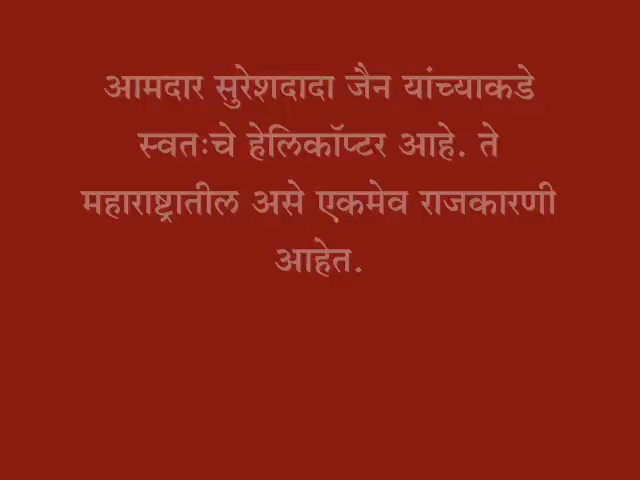 आमदार सुरेशदादा जैन यांच्याकडे
स्वतःचे हेलिकॉप्टर आहे. ते
महाराष्ट्रातील असे एकमेव राजकारणी
आहेत.